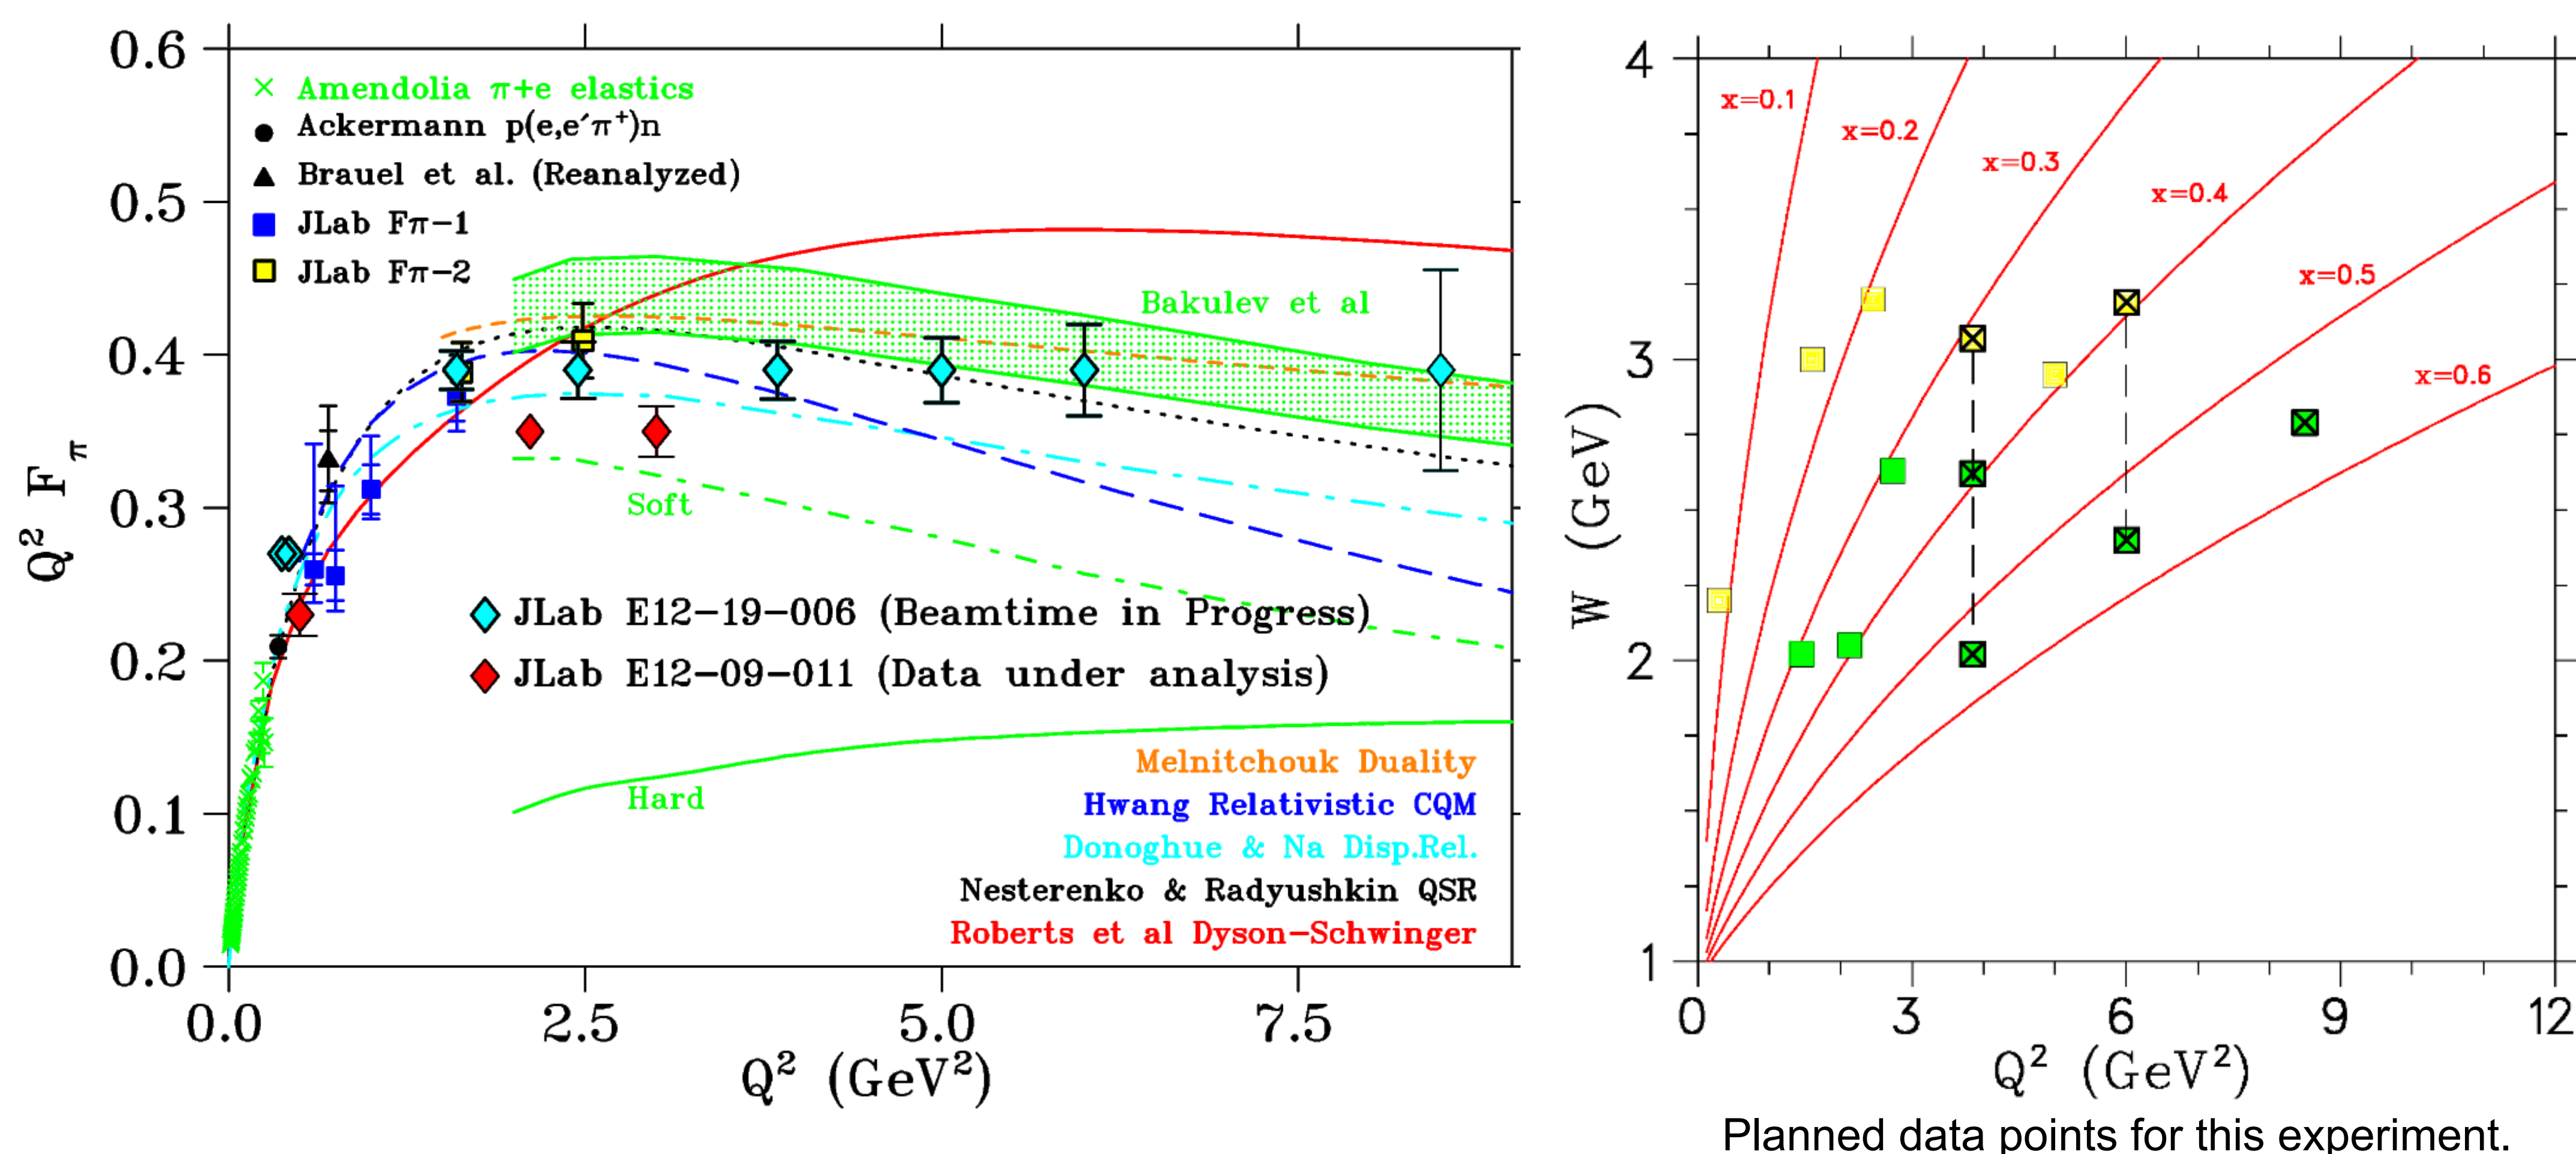 0.6
0.5
0.4
0.3
0.2
0.1
0.0
Q² F_π
Amendolia π+e elastics
Ackermann p(e,e′π⁺)n
Brauel et al. (Reanalyzed)
JLab Fπ−1
JLab Fπ−2
Bakulev et al
Soft
JLab E12−19−006 (Beamtime in Progress)
JLab E12−09−011 (Data under analysis)
Hard
Melnitchouk Duality
Hwang Relativistic CQM
Donoghue & Na Disp.Rel.
Nesterenko & Radyushkin QSR
Roberts et al Dyson−Schwinger
0.0 2.5 5.0 7.5
Q² (GeV²)
4
3
2
1
W (GeV)
x=0.1
x=0.2
x=0.3
x=0.4
x=0.5
x=0.6
0 3 6 9 12
Q² (GeV²)
Planned data points for this experiment.